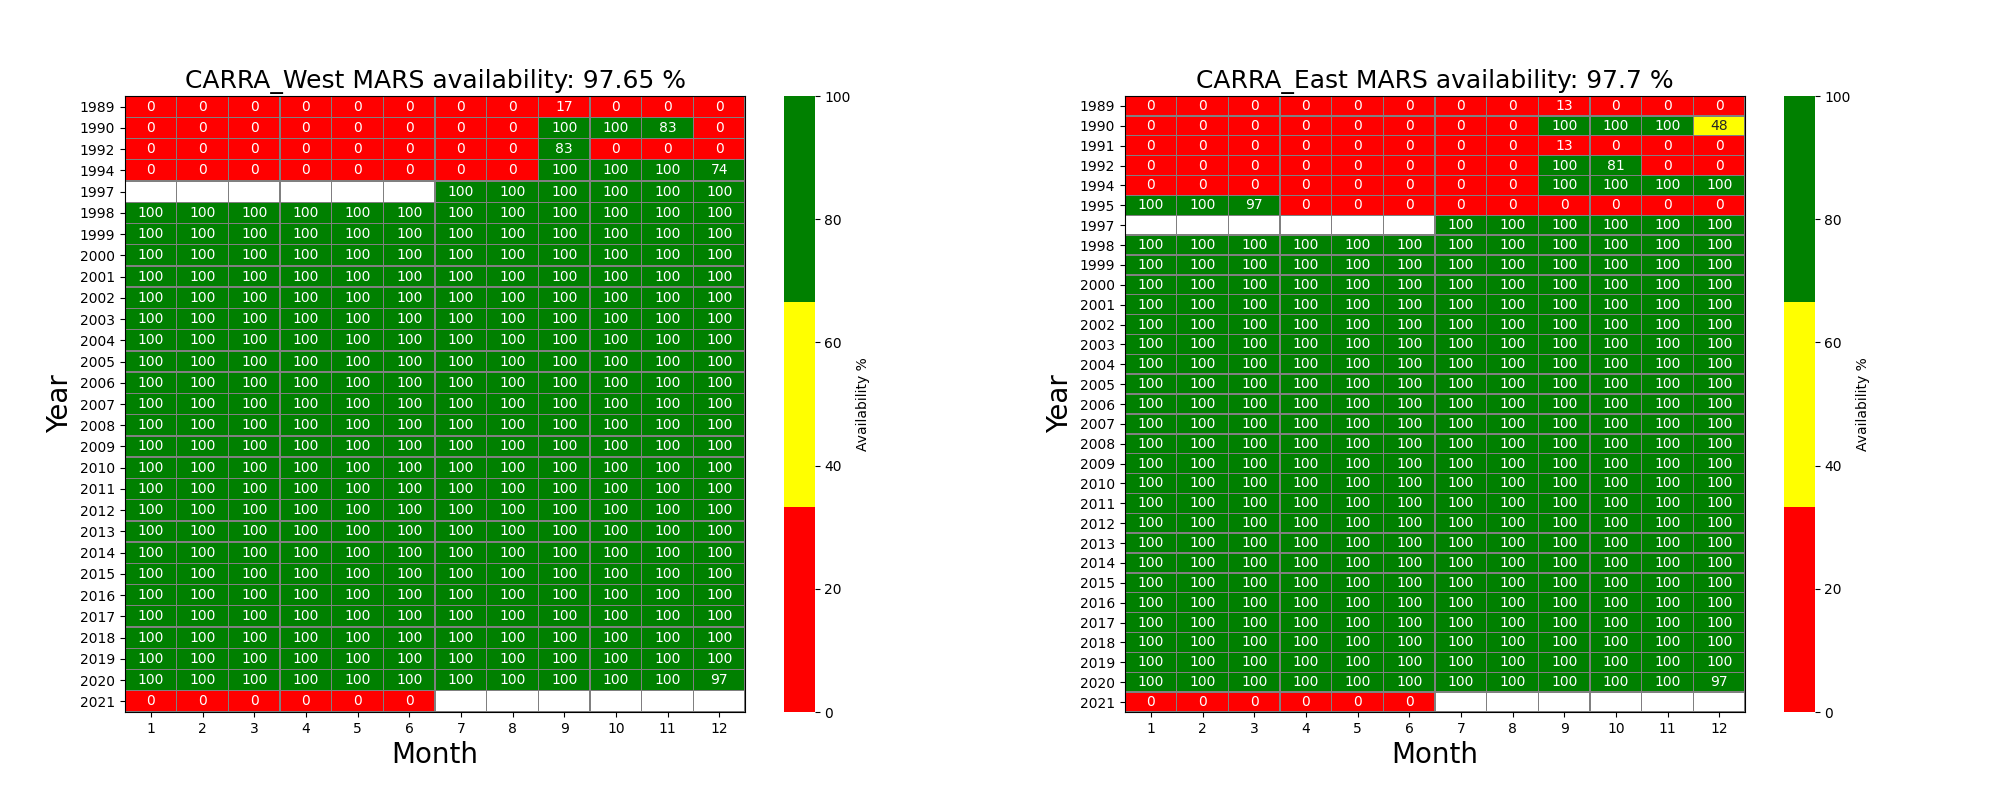 CARRA_West MARS availability: 97.65 %
1989 0 0 0 0 0 0 0 0 17 0 0 0
1990 0 0 0 0 0 0 0 0 100 100 83 0
1992 0 0 0 0 0 0 0 0 83 0 0 0
1994 0 0 0 0 0 0 0 0 100 100 100 74
1997 100 100 100 100 100 100
1998 100 100 100 100 100 100 100 100 100 100 100 100
1999 100 100 100 100 100 100 100 100 100 100 100 100
2000 100 100 100 100 100 100 100 100 100 100 100 100
2001 100 100 100 100 100 100 100 100 100 100 100 100
2002 100 100 100 100 100 100 100 100 100 100 100 100
2003 100 100 100 100 100 100 100 100 100 100 100 100
2004 100 100 100 100 100 100 100 100 100 100 100 100
2005 100 100 100 100 100 100 100 100 100 100 100 100
2006 100 100 100 100 100 100 100 100 100 100 100 100
2007 100 100 100 100 100 100 100 100 100 100 100 100
2008 100 100 100 100 100 100 100 100 100 100 100 100
2009 100 100 100 100 100 100 100 100 100 100 100 100
2010 100 100 100 100 100 100 100 100 100 100 100 100
2011 100 100 100 100 100 100 100 100 100 100 100 100
2012 100 100 100 100 100 100 100 100 100 100 100 100
2013 100 100 100 100 100 100 100 100 100 100 100 100
2014 100 100 100 100 100 100 100 100 100 100 100 100
2015 100 100 100 100 100 100 100 100 100 100 100 100
2016 100 100 100 100 100 100 100 100 100 100 100 100
2017 100 100 100 100 100 100 100 100 100 100 100 100
2018 100 100 100 100 100 100 100 100 100 100 100 100
2019 100 100 100 100 100 100 100 100 100 100 100 100
2020 100 100 100 100 100 100 100 100 100 100 100 97
2021 0 0 0 0 0 0
1 2 3 4 5 6 7 8 9 10 11 12
Month
Year
100
80
60
40
20
0
Availability %
CARRA_East MARS availability: 97.7 %
1989 0 0 0 0 0 0 0 0 13 0 0 0
1990 0 0 0 0 0 0 0 0 100 100 100 48
1991 0 0 0 0 0 0 0 0 13 0 0 0
1992 0 0 0 0 0 0 0 0 100 81 0 0
1994 0 0 0 0 0 0 0 0 100 100 100 100
1995 100 100 97 0 0 0 0 0 0 0 0 0
1997 100 100 100 100 100 100
1998 100 100 100 100 100 100 100 100 100 100 100 100
1999 100 100 100 100 100 100 100 100 100 100 100 100
2000 100 100 100 100 100 100 100 100 100 100 100 100
2001 100 100 100 100 100 100 100 100 100 100 100 100
2002 100 100 100 100 100 100 100 100 100 100 100 100
2003 100 100 100 100 100 100 100 100 100 100 100 100
2004 100 100 100 100 100 100 100 100 100 100 100 100
2005 100 100 100 100 100 100 100 100 100 100 100 100
2006 100 100 100 100 100 100 100 100 100 100 100 100
2007 100 100 100 100 100 100 100 100 100 100 100 100
2008 100 100 100 100 100 100 100 100 100 100 100 100
2009 100 100 100 100 100 100 100 100 100 100 100 100
2010 100 100 100 100 100 100 100 100 100 100 100 100
2011 100 100 100 100 100 100 100 100 100 100 100 100
2012 100 100 100 100 100 100 100 100 100 100 100 100
2013 100 100 100 100 100 100 100 100 100 100 100 100
2014 100 100 100 100 100 100 100 100 100 100 100 100
2015 100 100 100 100 100 100 100 100 100 100 100 100
2016 100 100 100 100 100 100 100 100 100 100 100 100
2017 100 100 100 100 100 100 100 100 100 100 100 100
2018 100 100 100 100 100 100 100 100 100 100 100 100
2019 100 100 100 100 100 100 100 100 100 100 100 100
2020 100 100 100 100 100 100 100 100 100 100 100 97
2021 0 0 0 0 0 0
1 2 3 4 5 6 7 8 9 10 11 12
Month
Year
100
80
60
40
20
0
Availability %